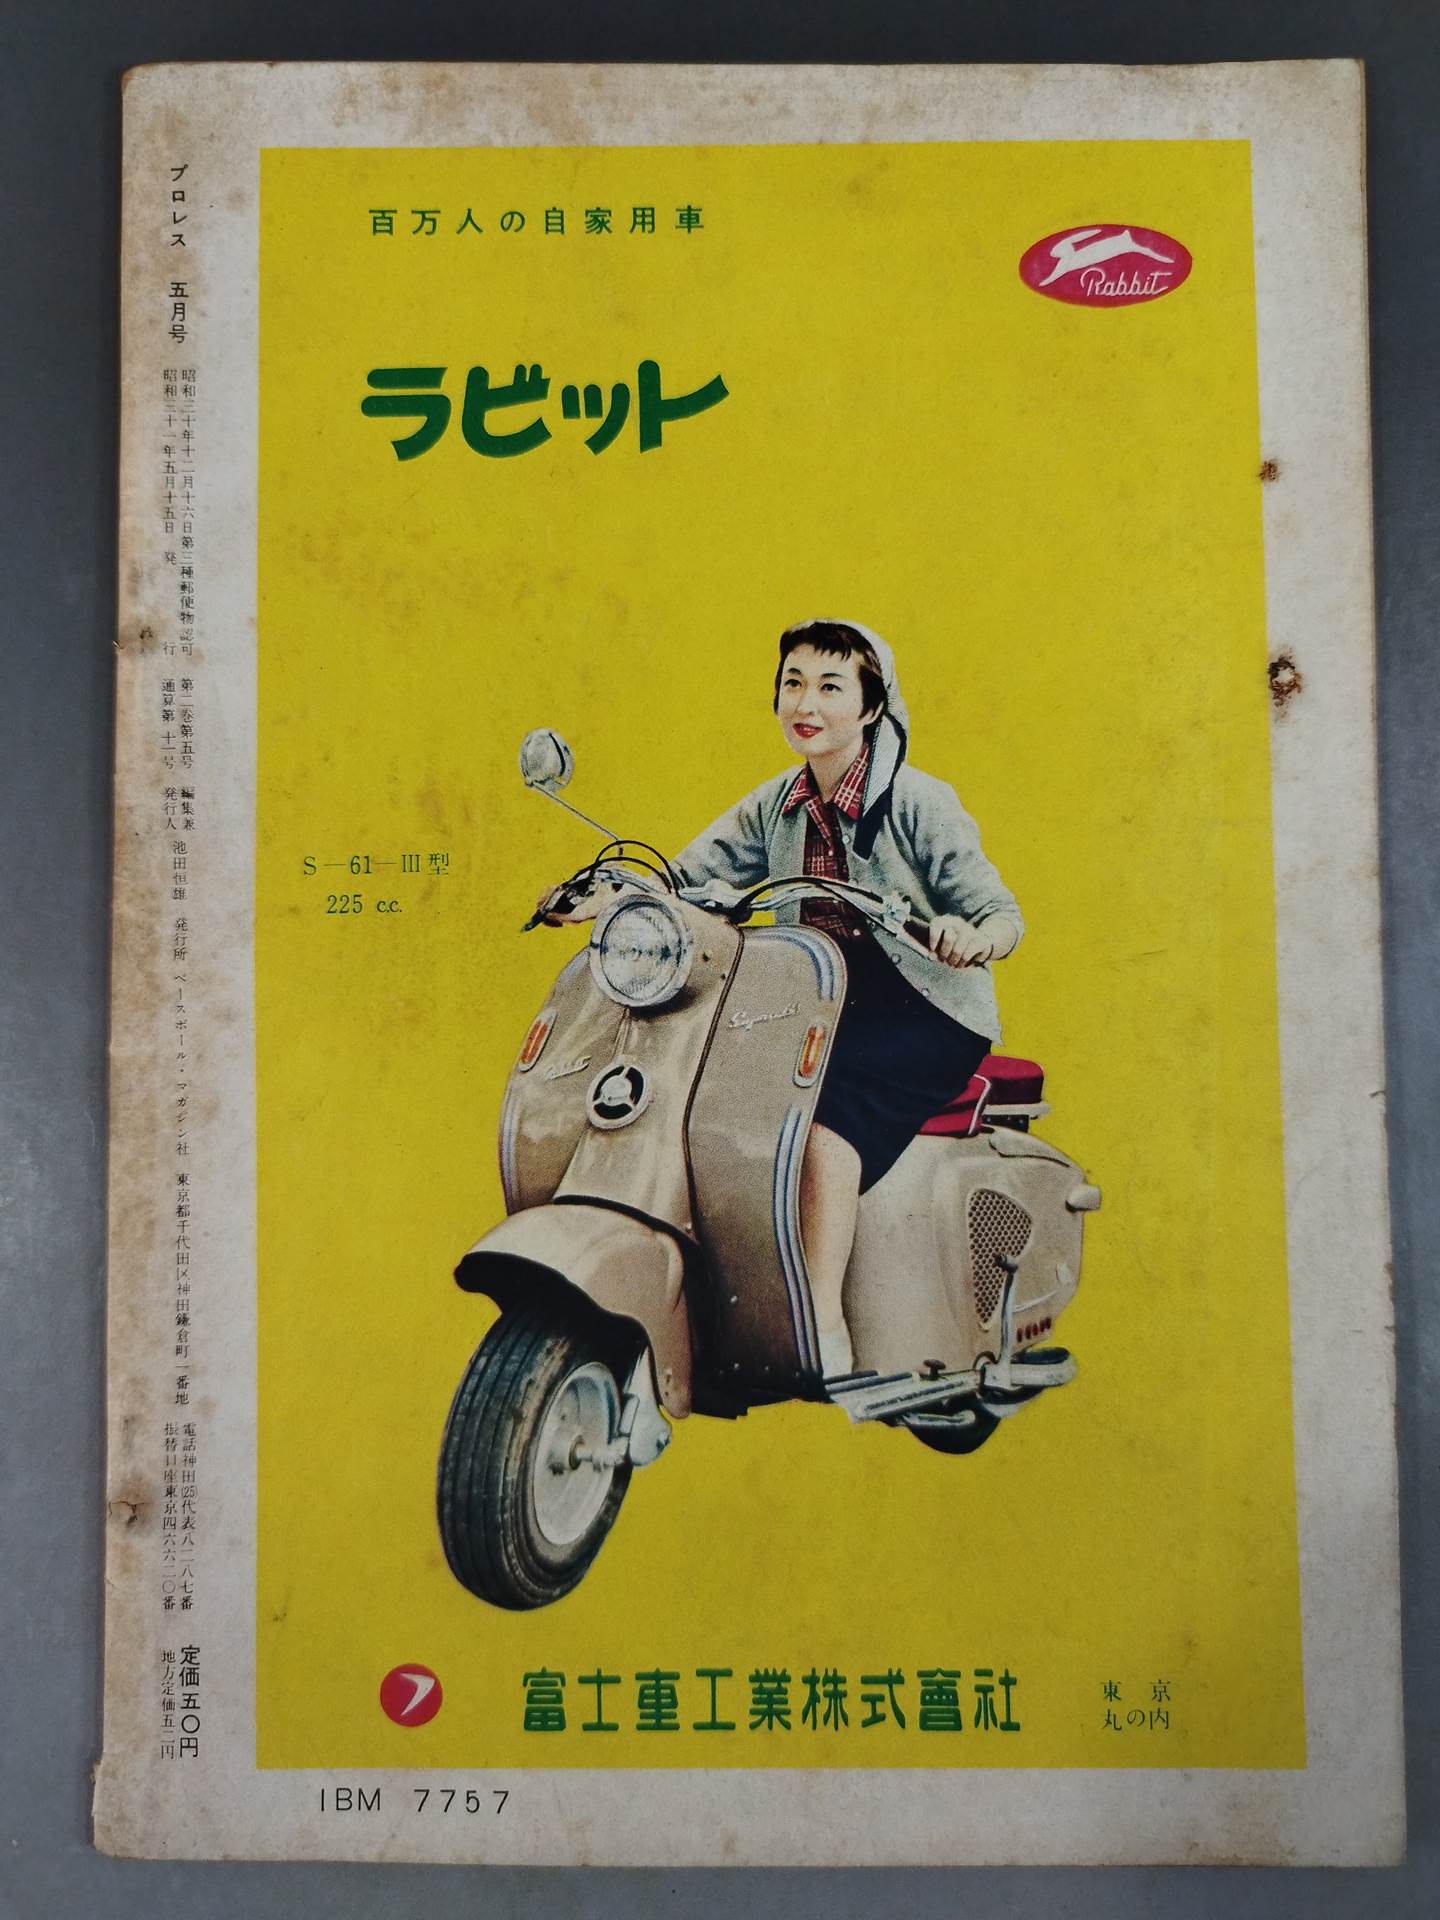 百万人の自家用車
Rabbit
ラビット
S－61－III型
225 c.c.
Rabbit
富士重工業株式會社
東京
丸の内
IBM 7757
プロレス 五月号
昭和三十年十二月十六日第三種郵便物認可
昭和三十一年五月十五日 発行
第二巻第五号
通算第十一号
編集兼
発行人
池田恒雄
発行所 ベースボール・マガジン社
東京都千代田区神田鎌倉町一番地
電話神田(25)代表八二八七番
振替口座東京四六六二〇番
定価五〇円
地方定価五二円